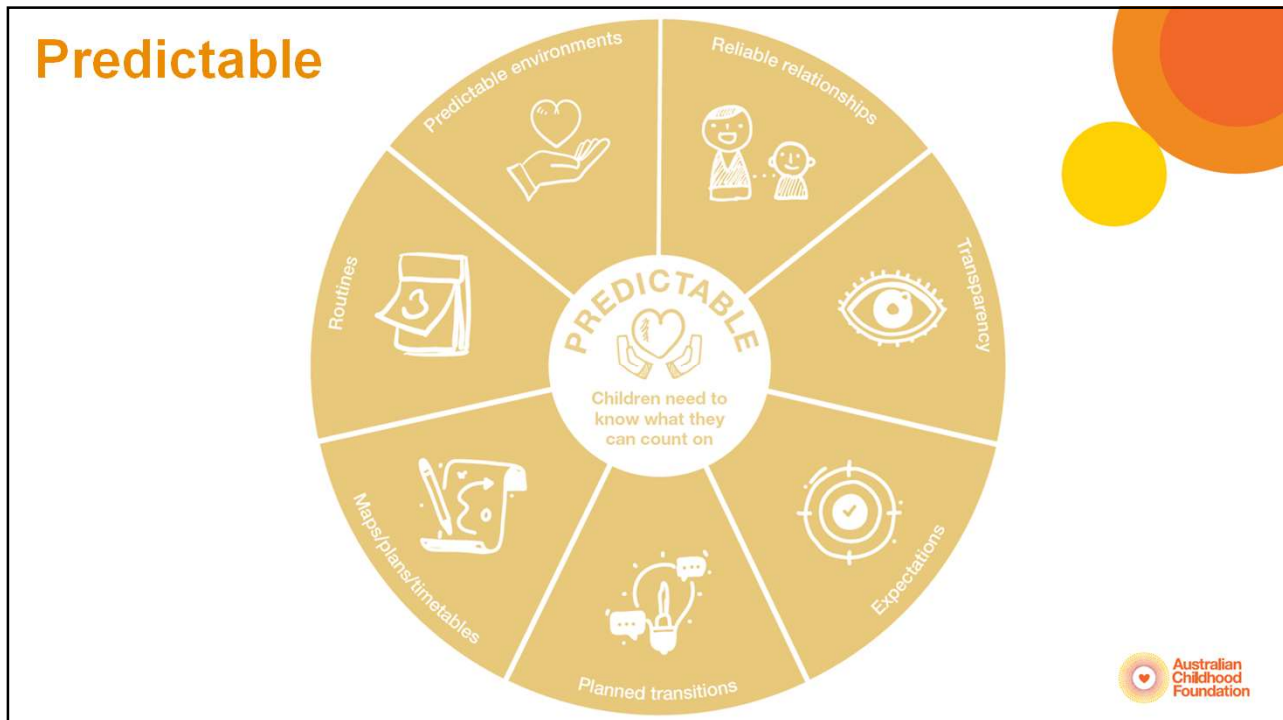 Predictable
Predictable environments
Reliable relationships
Transparency
Expectations
Planned transitions
Maps/plans/timetables
Routines
3
PREDICTABLE
Children need to
know what they
can count on
Australian
Childhood
Foundation